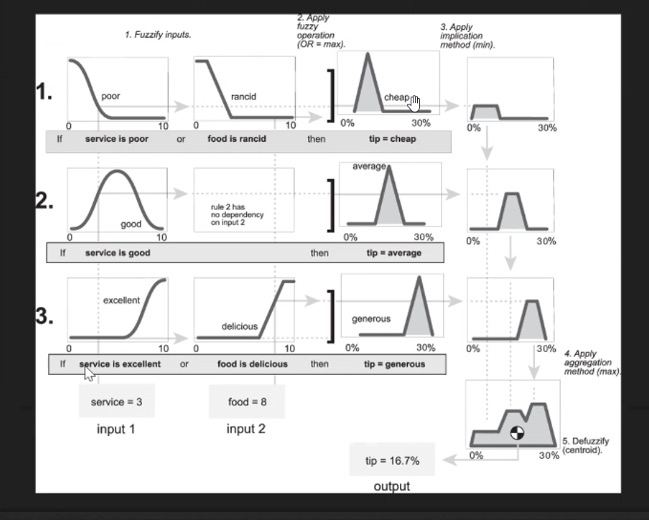 1. Fuzzify inputs.
2. Apply
fuzzy
operation
(OR = max).
3. Apply
implication
method (min).
1.
poor
0 10
rancid
0 10
cheap
0% 30%
0% 30%
If service is poor or food is rancid then tip = cheap
2.
good
0 10
rule 2 has
no dependency
on input 2
average
0% 30%
0% 30%
If service is good then tip = average
3.
excellent
0 10
delicious
0 10
generous
0% 30%
0% 30%
If service is excellent or food is delicious then tip = generous
4. Apply
aggregation
method (max).
service = 3
input 1
food = 8
input 2
0% 30%
5. Defuzzify
(centroid).
tip = 16.7%
output